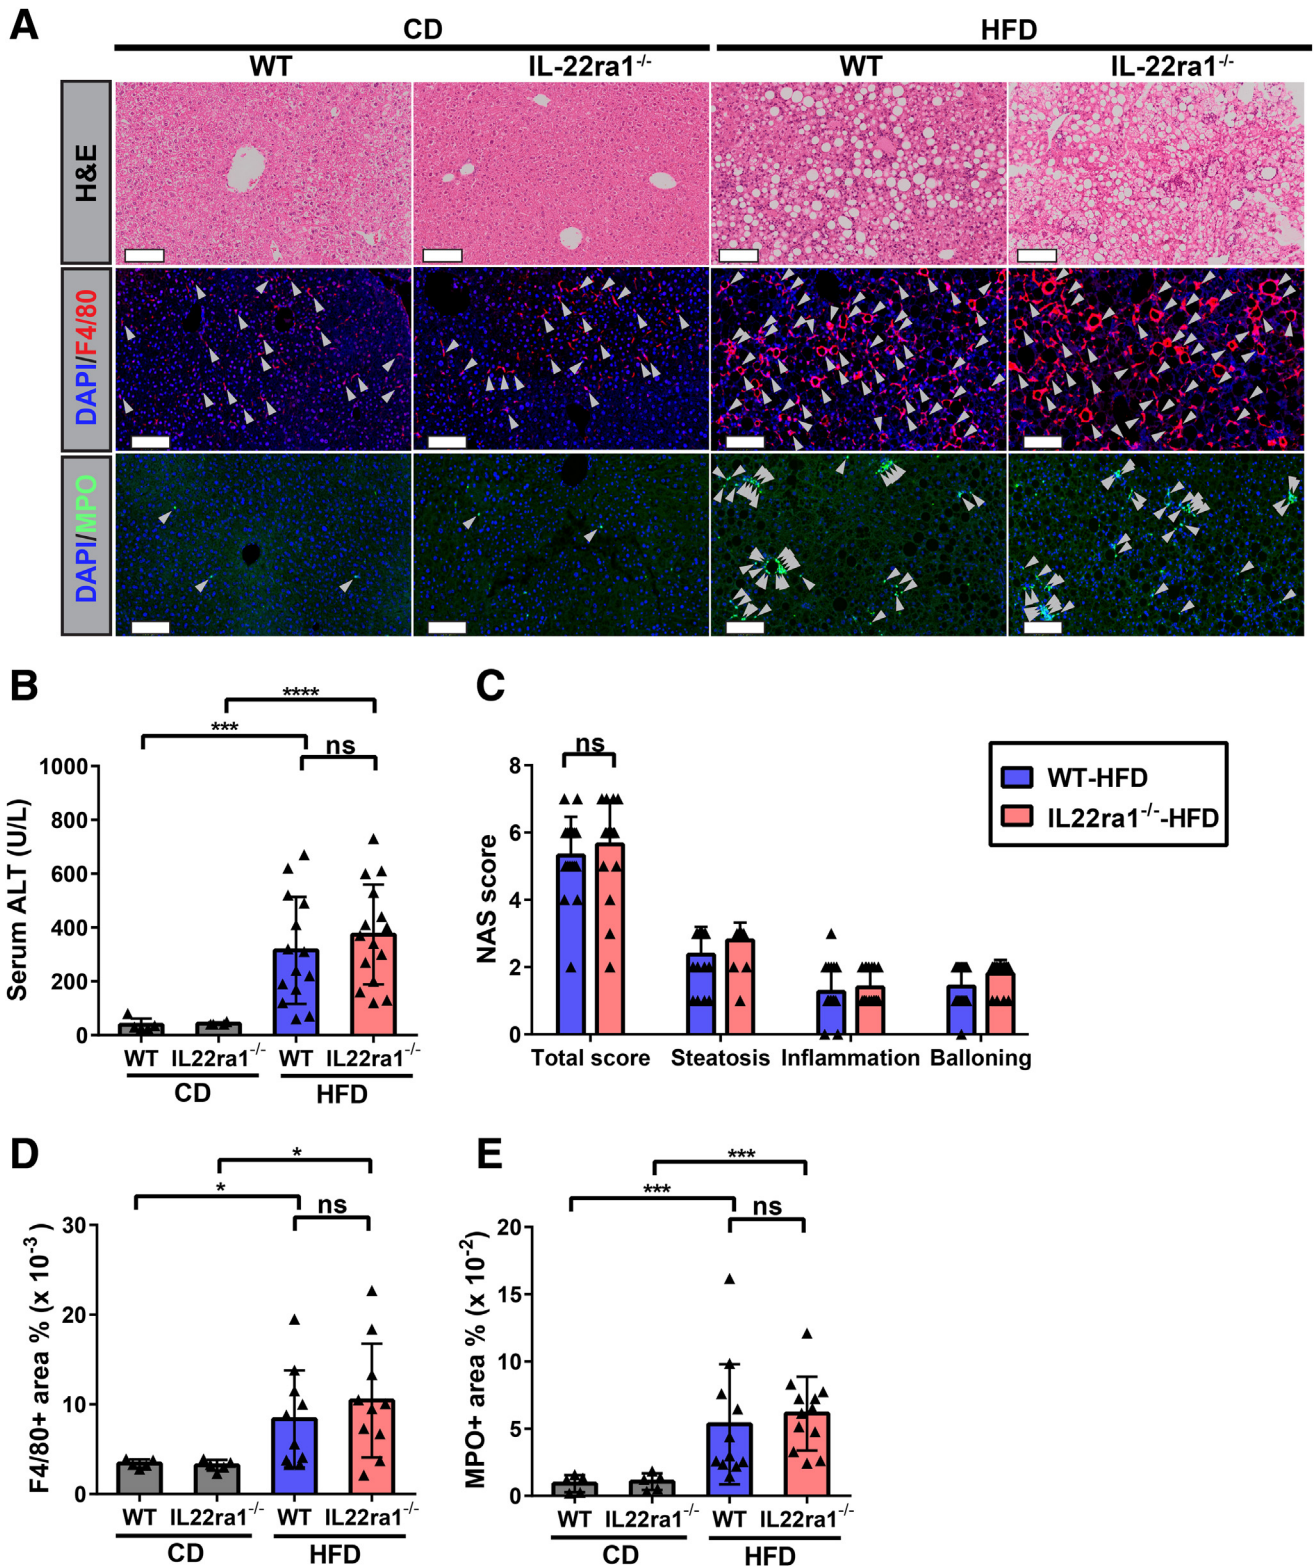 A
CD
HFD
WT
IL-22ra1-/-
WT
IL-22ra1-/-
H&E
DAPI/F4/80
DAPI/MPO
B
****
***
ns
1000
800
600
400
200
0
Serum ALT (U/L)
WT
IL22ra1-/-
WT
IL22ra1-/-
CD
HFD
C
ns
8
6
4
2
0
NAS score
Total score
Steatosis
Inflammation
Balloning
WT-HFD
IL22ra1-/--HFD
D
*
*
ns
30
20
10
0
F4/80+ area % (x 10-3 )
WT
IL22ra1-/-
WT
IL22ra1-/-
CD
HFD
E
***
***
ns
20
15
10
5
0
MPO+ area % (x 10-2)
WT
IL22ra1-/-
WT
IL22ra1-/-
CD
HFD